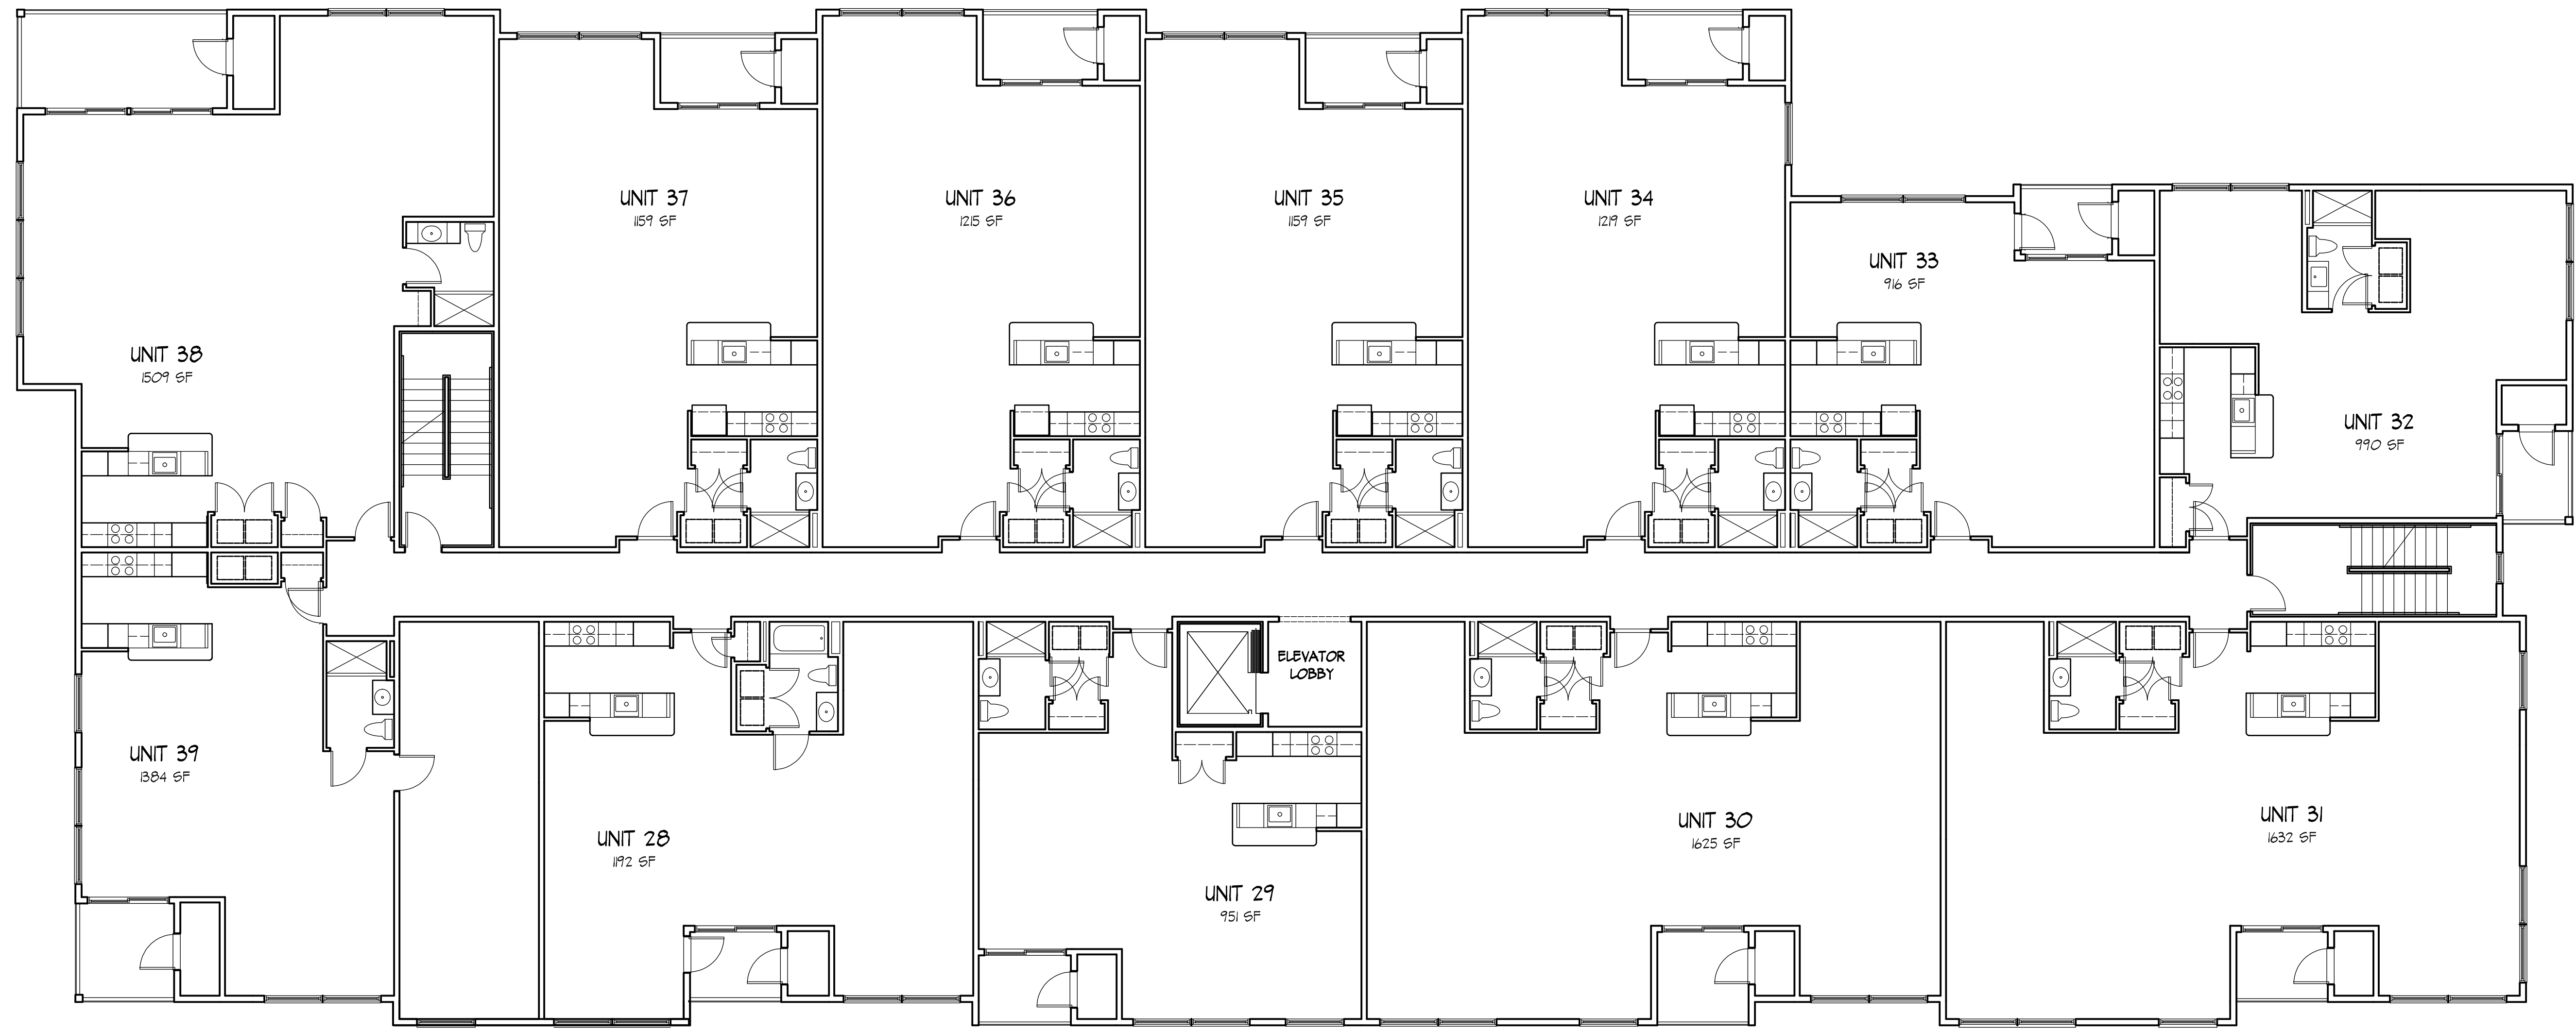 UNIT 37
1159 SF
UNIT 36
1215 SF
UNIT 35
1159 SF
UNIT 34
1219 SF
UNIT 33
916 SF
UNIT 38
1509 SF
UNIT 32
990 SF
ELEVATOR
LOBBY
UNIT 39
1384 SF
UNIT 28
1192 SF
UNIT 29
951 SF
UNIT 30
1625 SF
UNIT 31
1632 SF